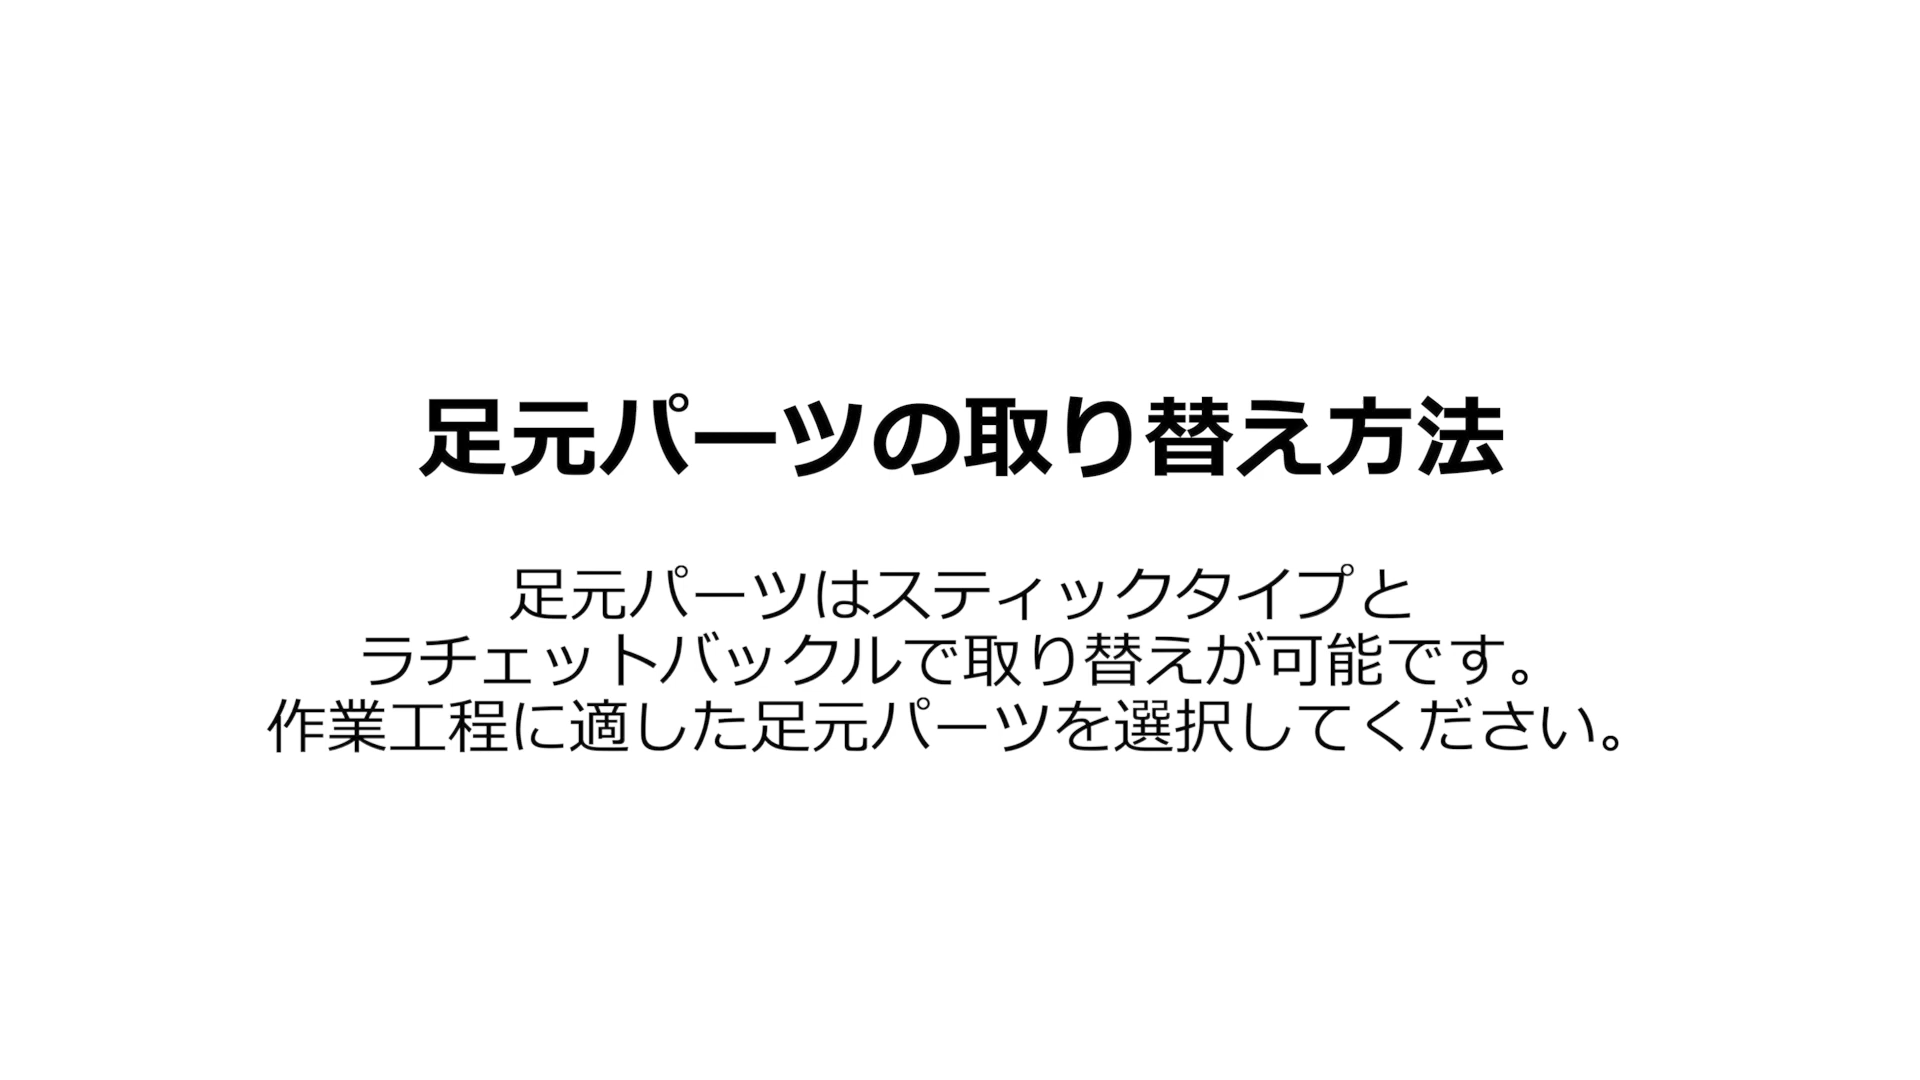 足元パーツの取り替え方法
足元パーツはスティックタイプと
ラチェットバックルで取り替えが可能です。
作業工程に適した足元パーツを選択してください。